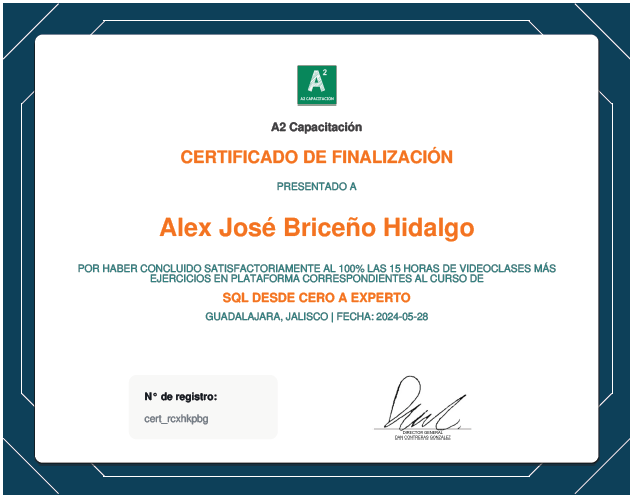 A²
A2 CAPACITACIÓN
A2 Capacitación
CERTIFICADO DE FINALIZACIÓN
PRESENTADO A
Alex José Briceño Hidalgo
POR HABER CONCLUIDO SATISFACTORIAMENTE AL 100% LAS 15 HORAS DE VIDEOCLASES MÁS
EJERCICIOS EN PLATAFORMA CORRESPONDIENTES AL CURSO DE
SQL DESDE CERO A EXPERTO
GUADALAJARA, JALISCO | FECHA: 2024-05-28
N° de registro:
cert_rcxhkpbg
DIRECTOR GENERAL
DAN CONTRERAS GONZALEZ